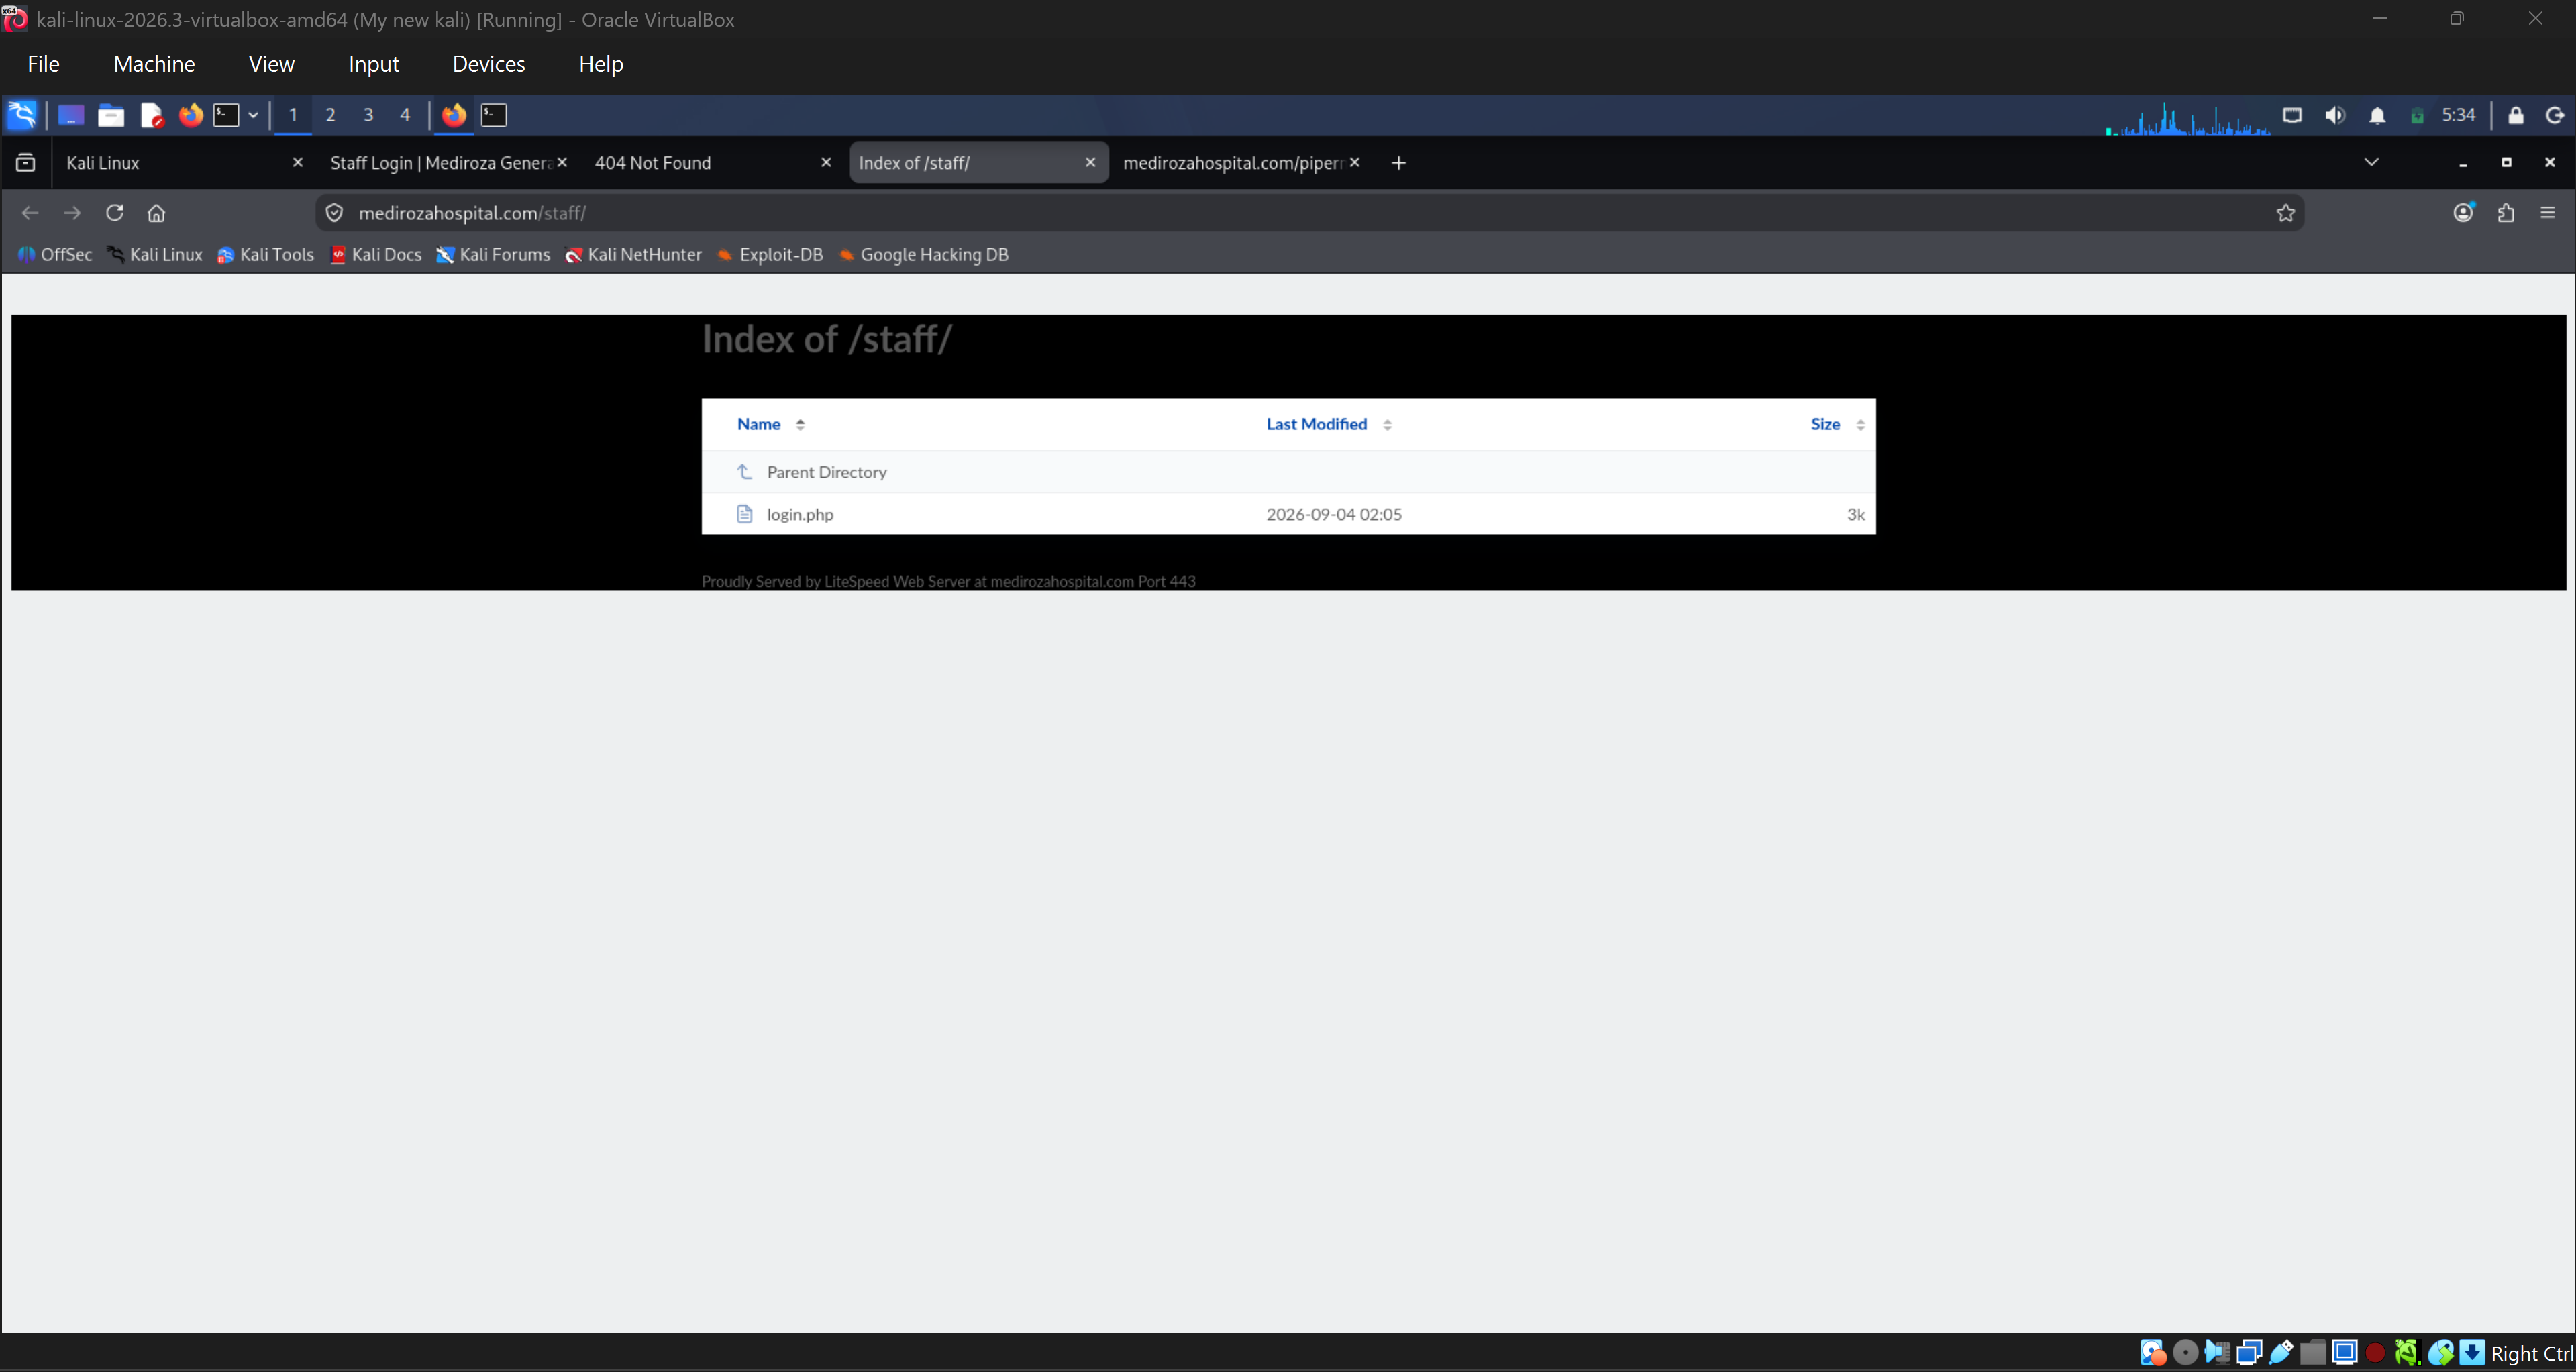 kali-linux-2026.3-virtualbox-amd64 (My new kali) [Running] - Oracle VirtualBox
File Machine View Input Devices Help
1 2 3 4 5:34
Kali Linux Staff Login | Mediroza Genera 404 Not Found Index of /staff/ medirozahospital.com/piperr
medirozahospital.com/staff/
OffSec Kali Linux Kali Tools Kali Docs Kali Forums Kali NetHunter Exploit-DB Google Hacking DB
Index of /staff/
Name Last Modified Size
Parent Directory
login.php 2026-09-04 02:05 3k
Proudly Served by LiteSpeed Web Server at medirozahospital.com Port 443
Right Ctrl